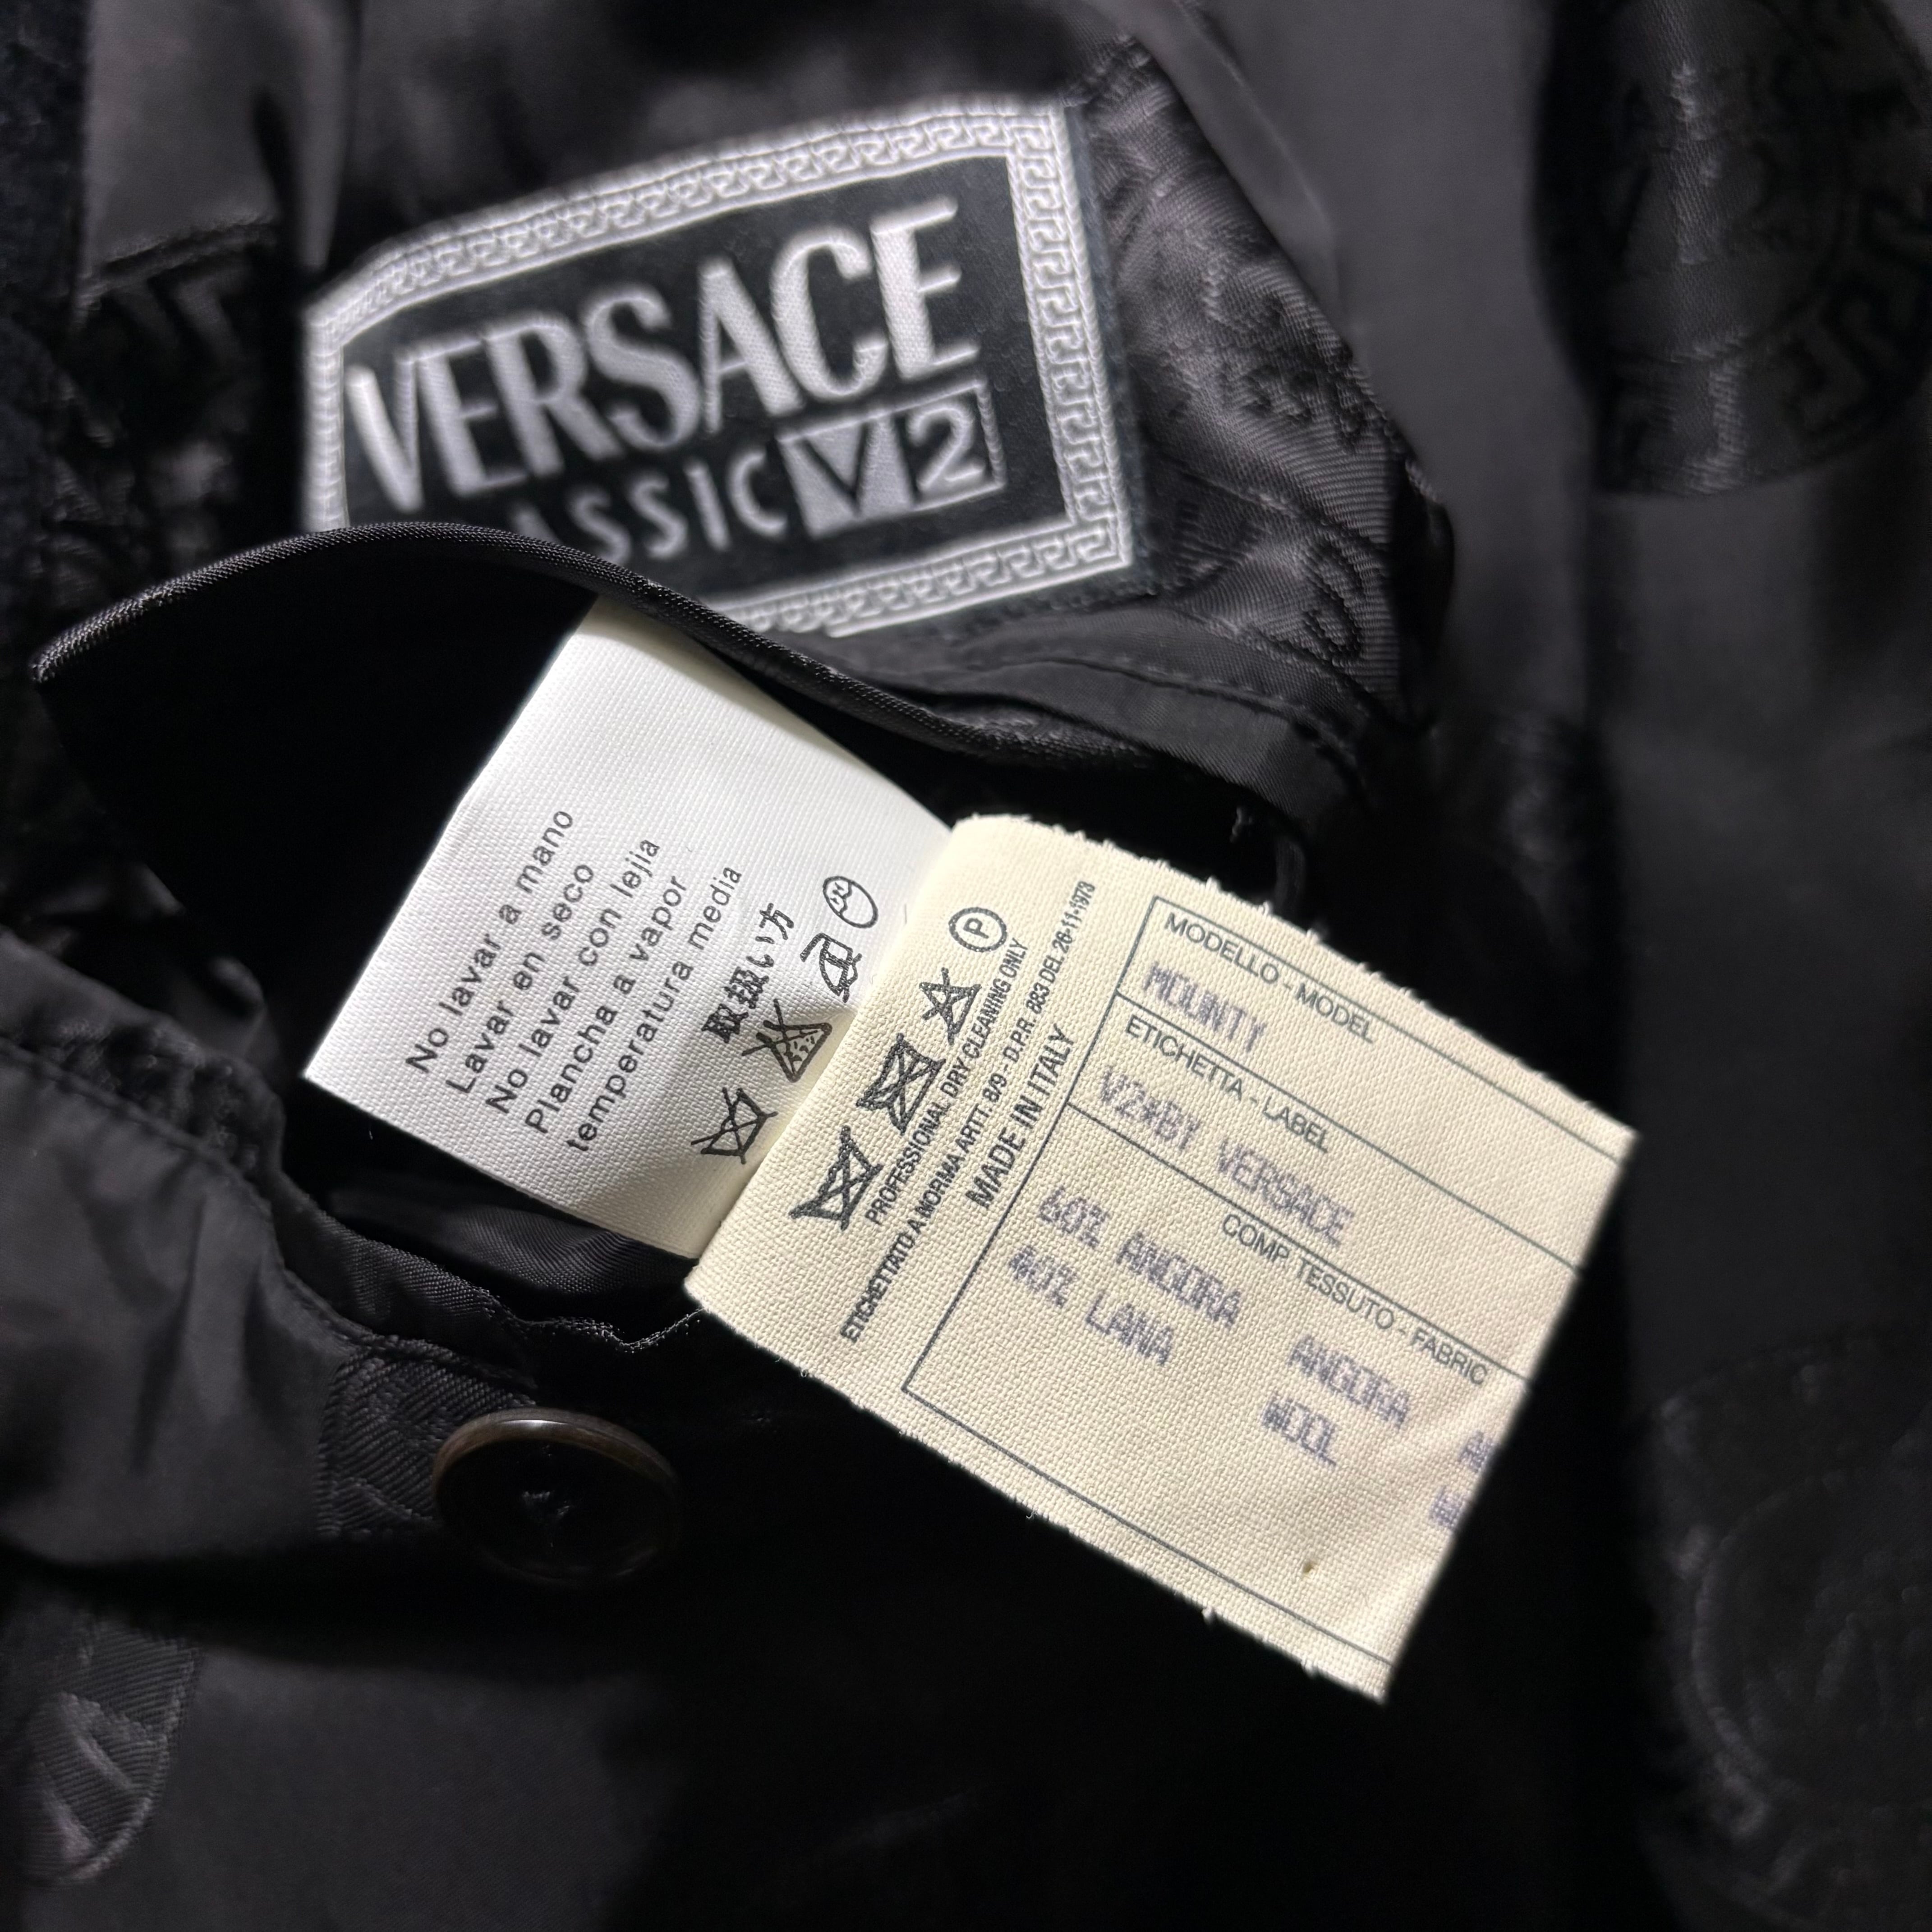 VERSACE
V2
No lavar a mano
Lavar en seco
No lavar con lejia
Plancha a vapor
temperatura media
取扱い方
P
PROFESSIONAL DRY CLEANING ONLY
ETICHETTATO A NORMA ARTT. 8/9 - D.P.R. 883 DEL 26-11-1973
MADE IN ITALY
MODELLO - MODEL
MOUNTY
ETICHETTA - LABEL
V2*BY VERSACE
COMP TESSUTO - FABRIC
60% ANGORA ANGORA
40% LANA WOOL